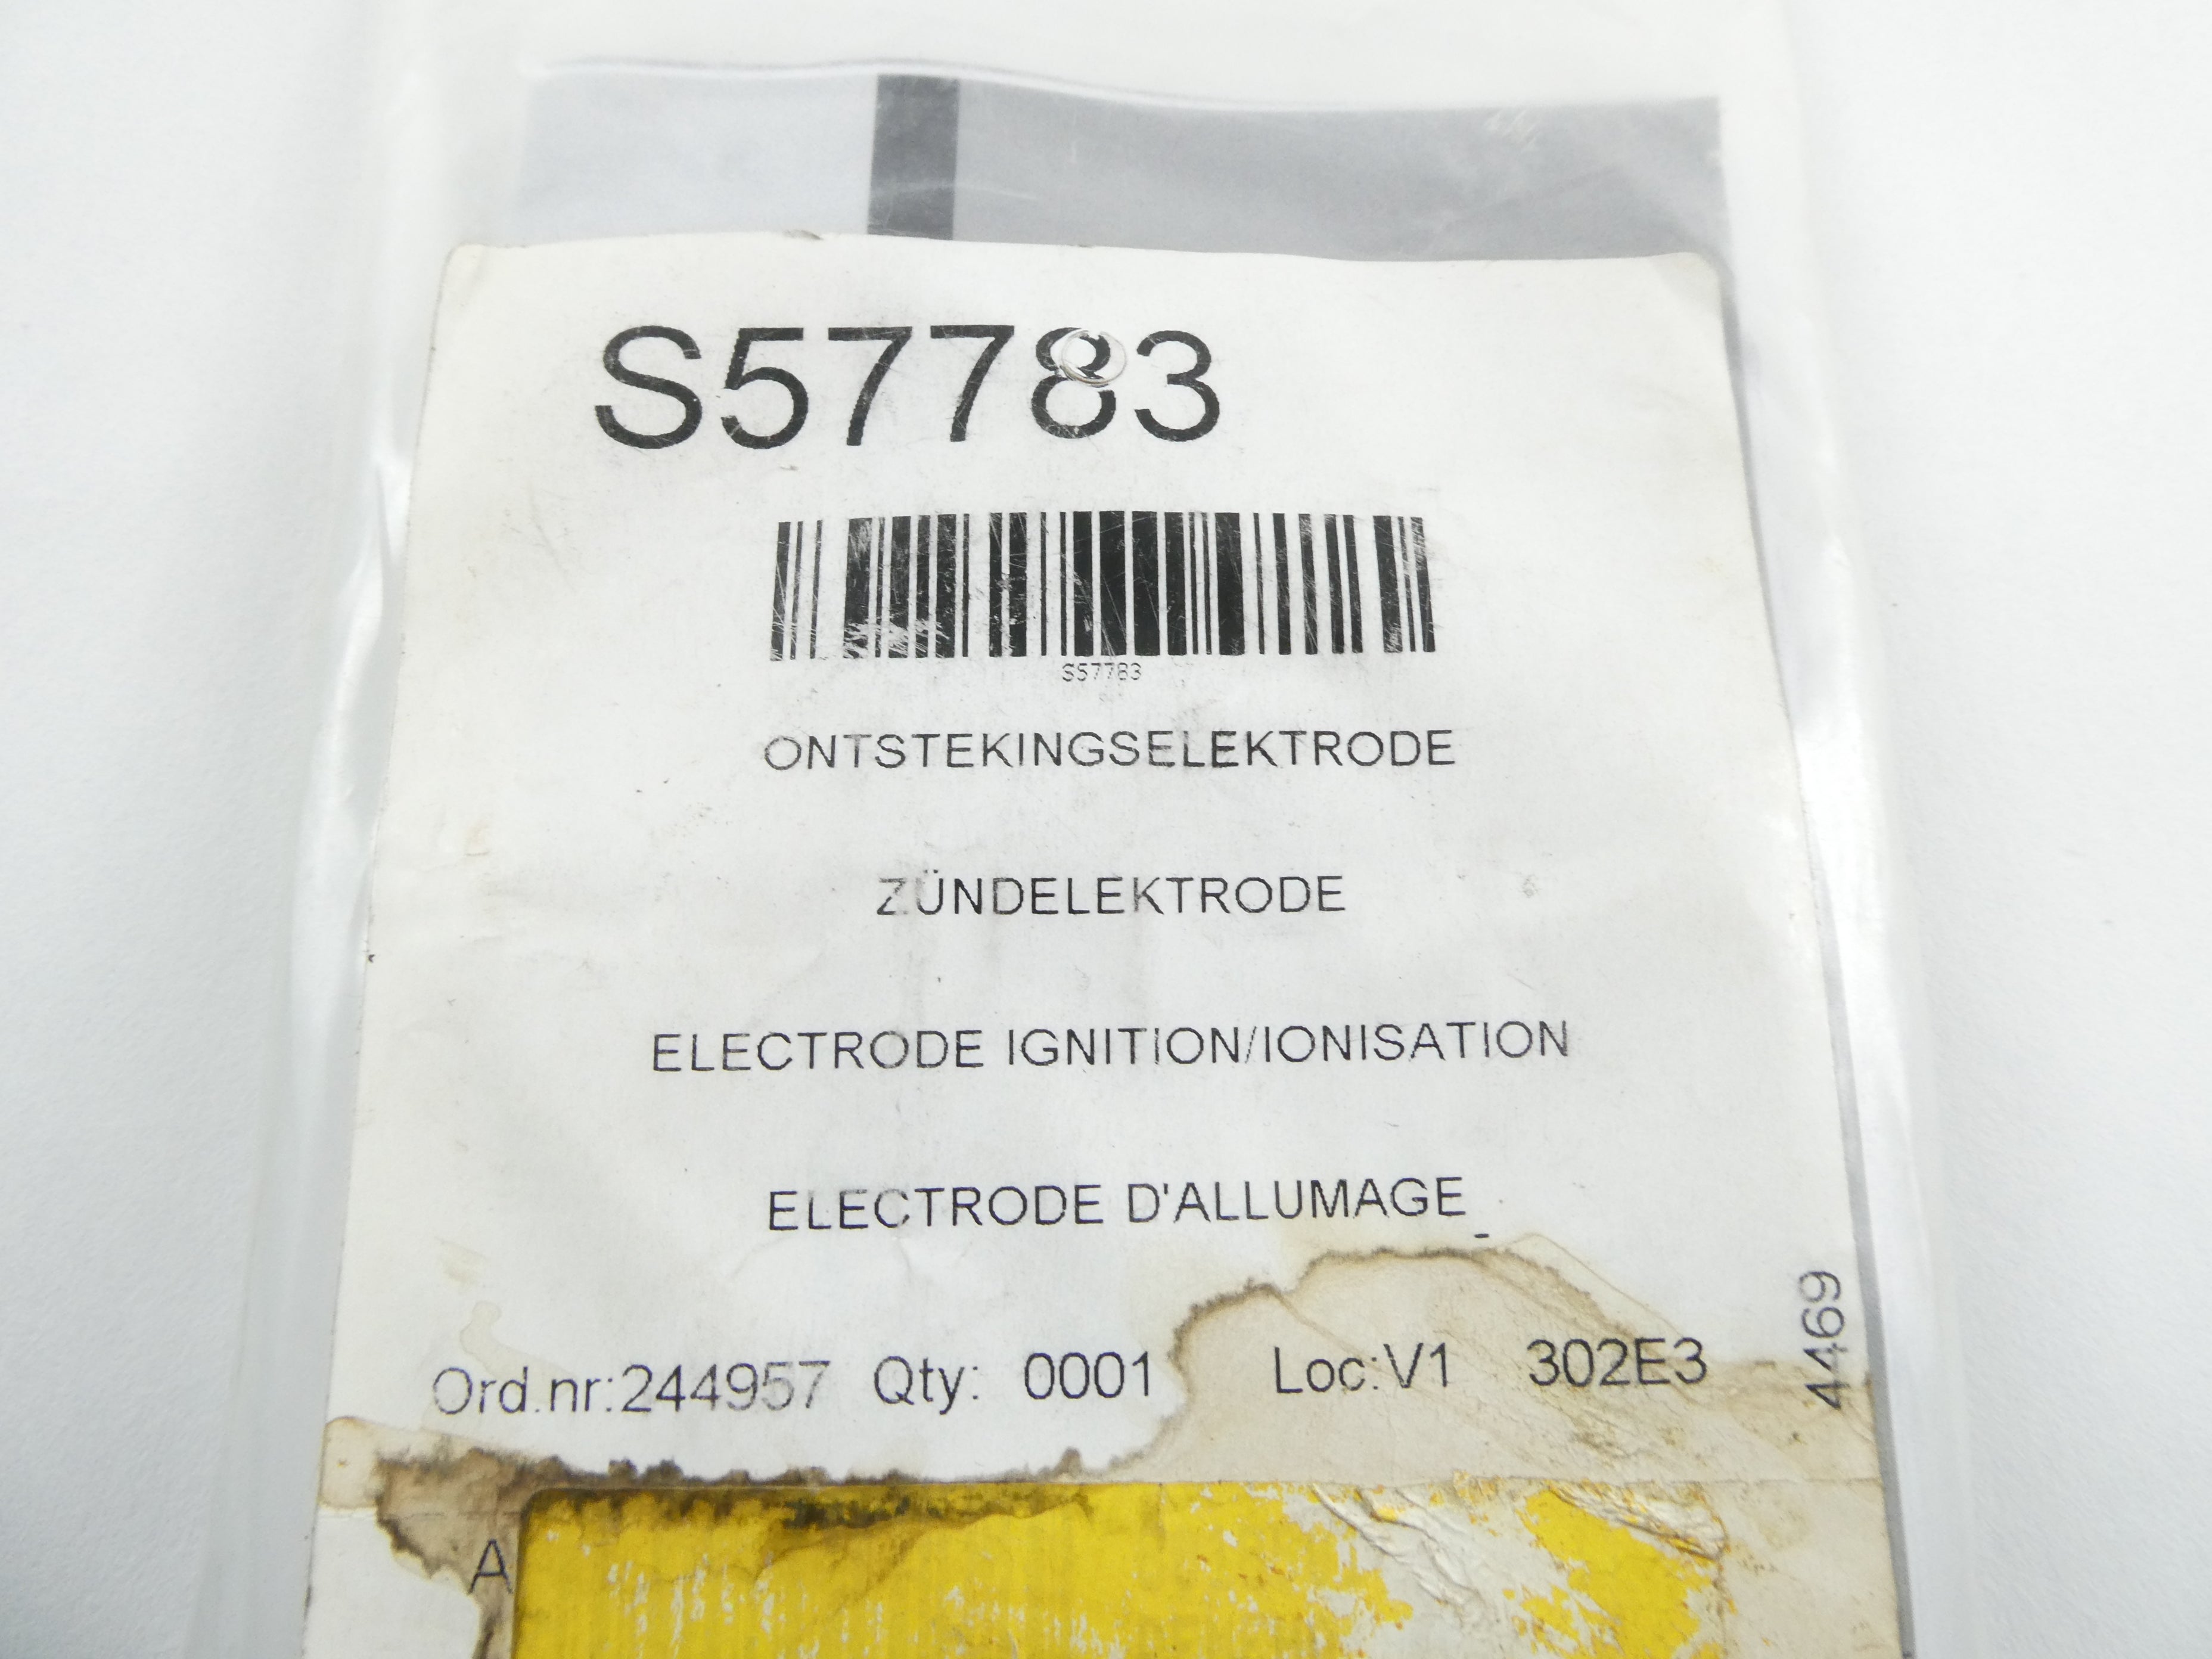 S57783
S57783
ONTSTEKINGSELEKTRODE
ZÜNDELEKTRODE
ELECTRODE IGNITION/IONISATION
ELECTRODE D'ALLUMAGE
Ord.nr:244957 Qty: 0001 Loc:V1 302E3
4469
A